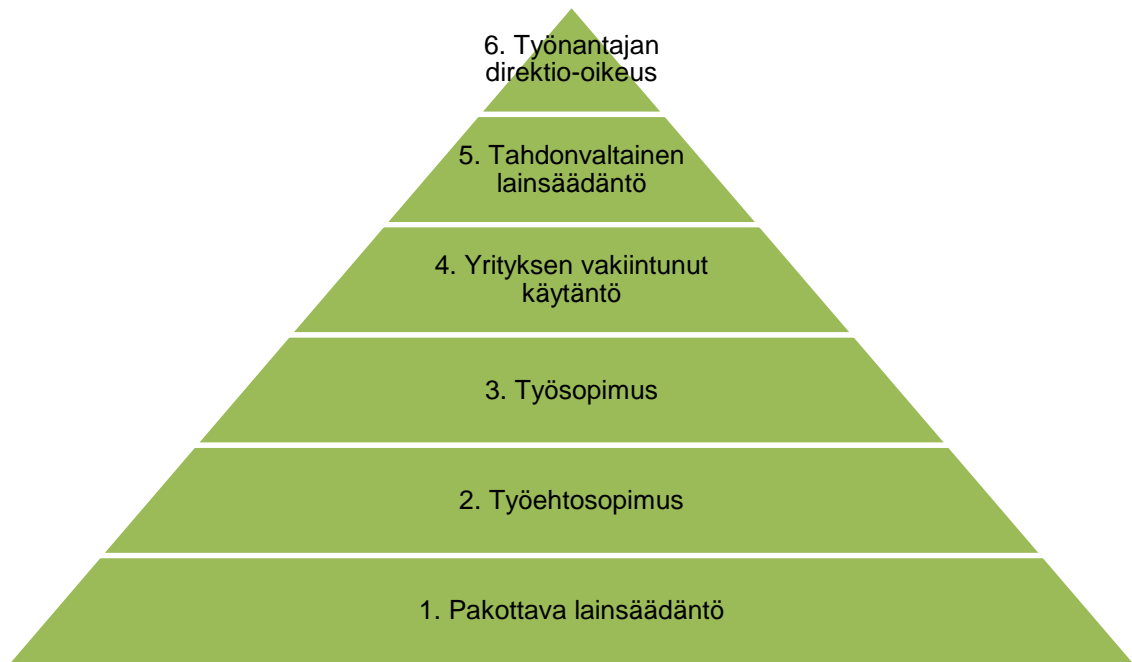 6. Työnantajan
direktio-oikeus
5. Tahdonvaltainen
lainsäädäntö
4. Yrityksen vakiintunut
käytäntö
3. Työsopimus
2. Työehtosopimus
1. Pakottava lainsäädäntö